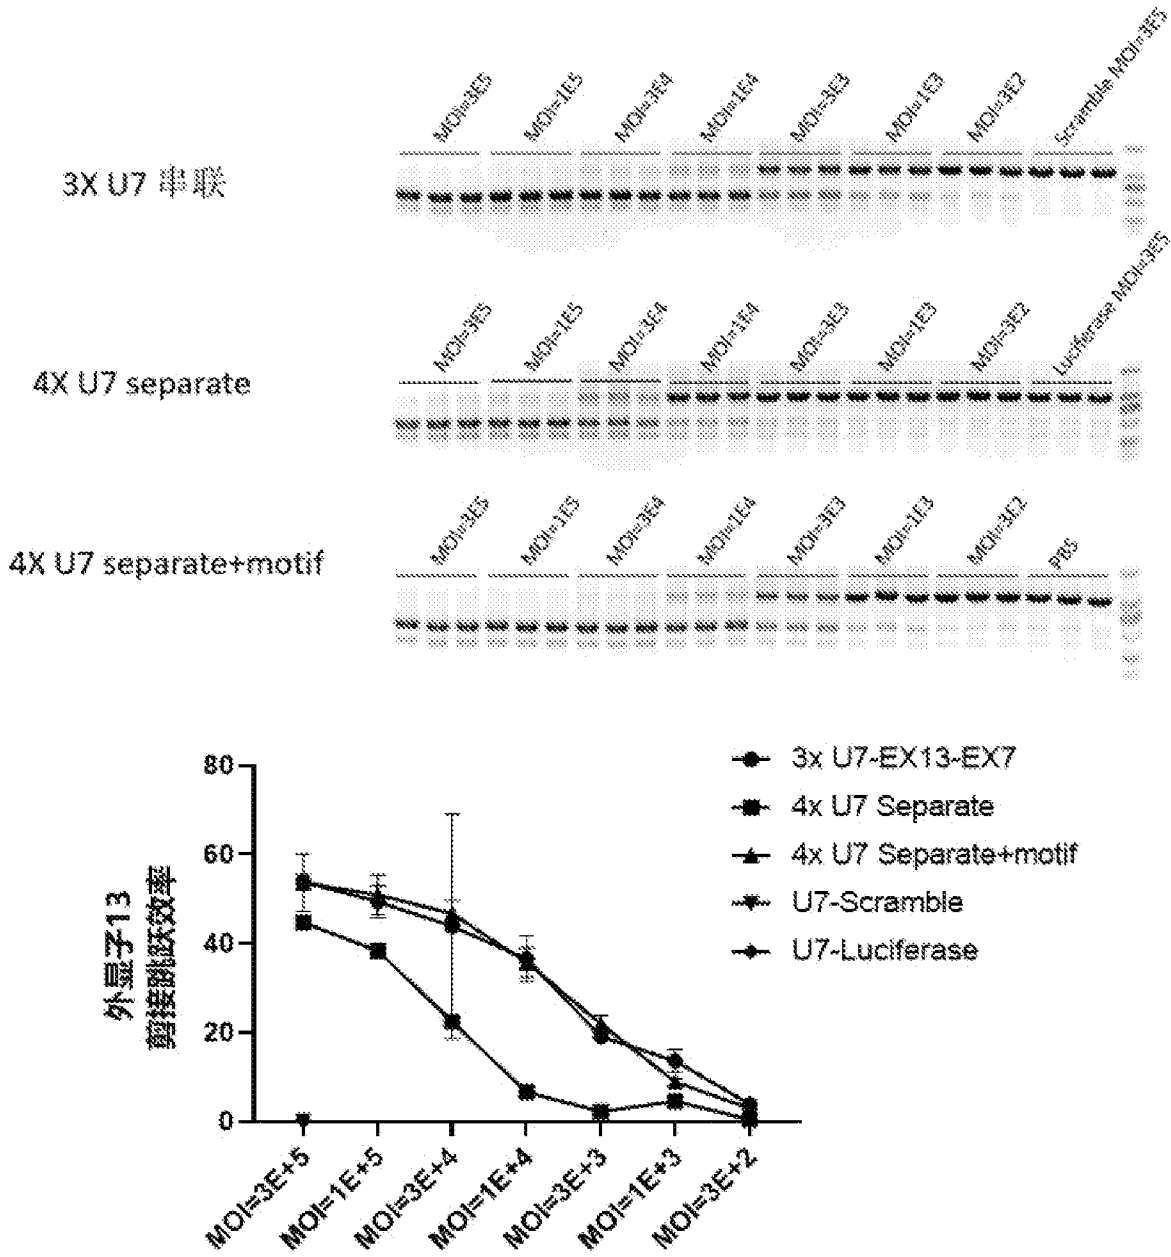 MOI=3E5 MOI=1E5 MOI=3E4 MOI=1E4 MOI=3E3 MOI=1E3 MOI=3E2 Scramble MOI=3E5
3X U7 串联
MOI=3E5 MOI=1E5 MOI=3E4 MOI=1E4 MOI=3E3 MOI=1E3 MOI=3E2 Luciferase MOI=3E5
4X U7 separate
MOI=3E5 MOI=1E5 MOI=3E4 MOI=1E4 MOI=3E3 MOI=1E3 MOI=3E2 PBS
4X U7 separate+motif
外显子13
剪接跳跃效率
80
60
40
20
0
MOI=3E+5
MOI=1E+5
MOI=3E+4
MOI=1E+4
MOI=3E+3
MOI=1E+3
MOI=3E+2
3x U7-EX13-EX7
4x U7 Separate
4x U7 Separate+motif
U7-Scramble
U7-Luciferase